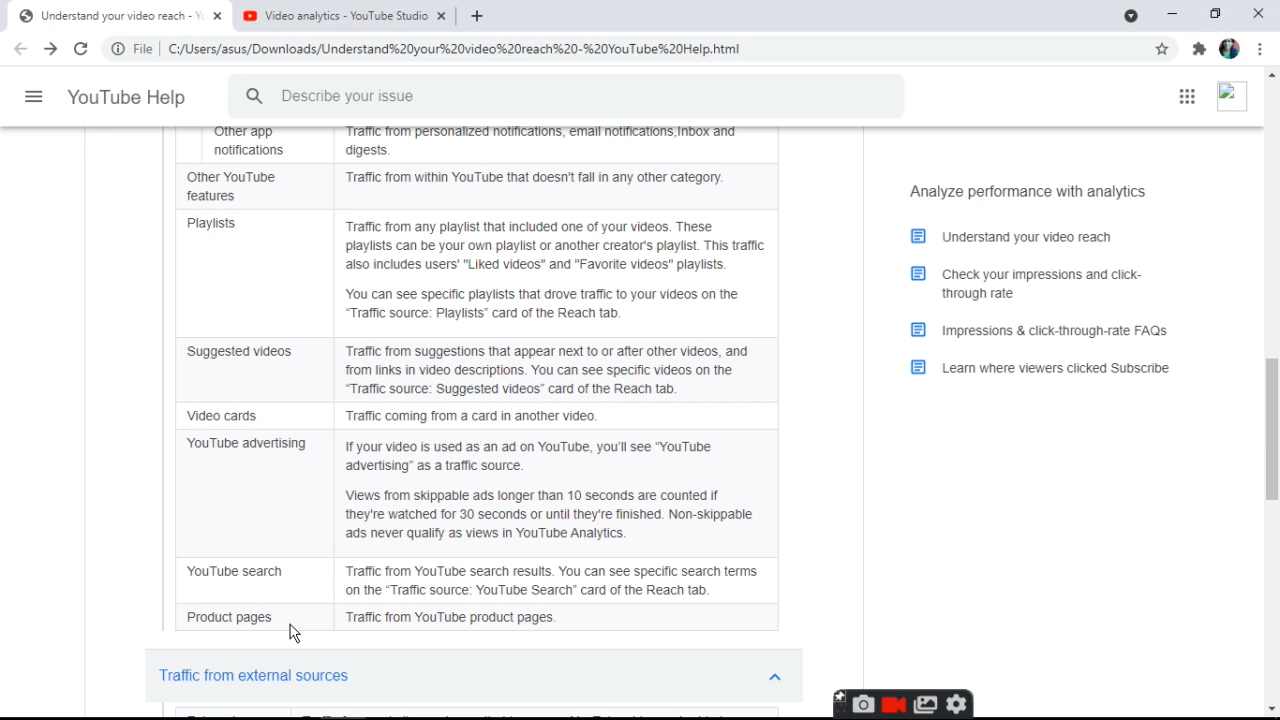 Understand your video reach - Yo
Video analytics - YouTube Studio
File
C:/Users/asus/Downloads/Understand%20your%20video%20reach%20-%20YouTube%20Help.html
YouTube Help
Describe your issue
Other app
notifications
Traffic from personalized notifications, email notifications,Inbox and
digests.
Other YouTube
features
Traffic from within YouTube that doesn't fall in any other category.
Playlists
Traffic from any playlist that included one of your videos. These
playlists can be your own playlist or another creator's playlist. This traffic
also includes users' "Liked videos" and "Favorite videos" playlists.
You can see specific playlists that drove traffic to your videos on the
“Traffic source: Playlists” card of the Reach tab.
Suggested videos
Traffic from suggestions that appear next to or after other videos, and
from links in video descriptions. You can see specific videos on the
“Traffic source: Suggested videos” card of the Reach tab.
Video cards
Traffic coming from a card in another video.
YouTube advertising
If your video is used as an ad on YouTube, you’ll see “YouTube
advertising” as a traffic source.
Views from skippable ads longer than 10 seconds are counted if
they're watched for 30 seconds or until they're finished. Non-skippable
ads never qualify as views in YouTube Analytics.
YouTube search
Traffic from YouTube search results. You can see specific search terms
on the “Traffic source: YouTube Search” card of the Reach tab.
Product pages
Traffic from YouTube product pages.
Traffic from external sources
Analyze performance with analytics
Understand your video reach
Check your impressions and click-
through rate
Impressions & click-through-rate FAQs
Learn where viewers clicked Subscribe